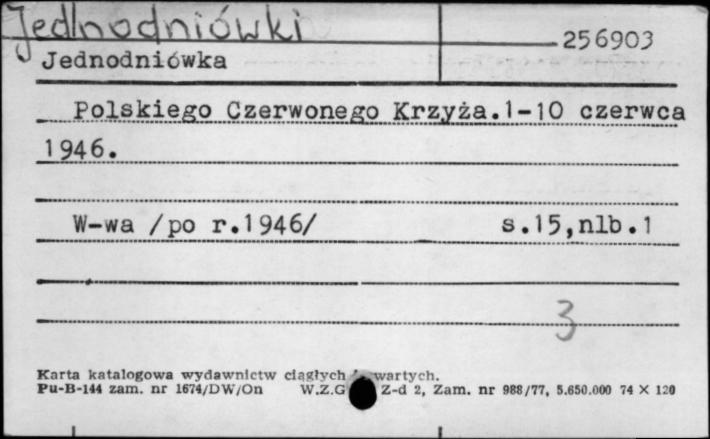 Jednodniówki
256903
Jednodniówka
Polskiego Czerwonego Krzyża.1-10 czerwca
1946.
W-wa /po r.1946/ s.15,nlb.1
3
Karta katalogowa wydawnictw ciągłych wartych.
Pu-B-144 zam. nr 1674/DW/On W.Z.G Z-d 2, Zam. nr 988/77, 5.650.000 74 X 120